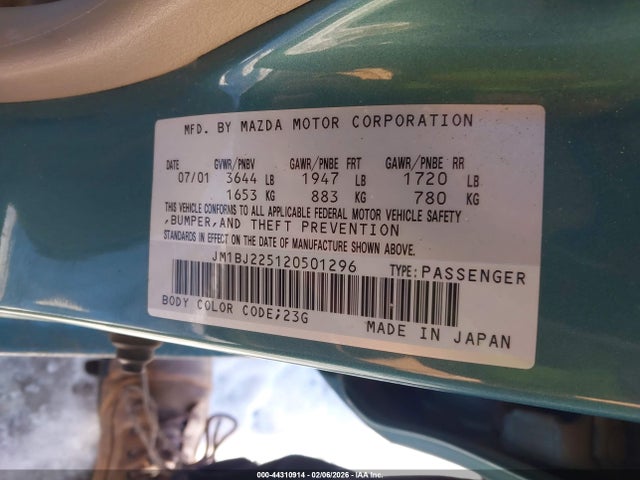 MFD. BY MAZDA MOTOR CORPORATION
DATE GVWR/PNBV GAWR/PNBE FRT GAWR/PNBE RR
07/01 3644 LB 1947 LB 1720 LB
1653 KG 883 KG 780 KG
THIS VEHICLE CONFORMS TO ALL APPLICABLE FEDERAL MOTOR VEHICLE SAFETY
,BUMPER,AND THEFT PREVENTION
STANDARDS IN EFFECT ON THE DATE OF MANUFACTURE SHOWN ABOVE.
JM1BJ225120501296 TYPE:PASSENGER
BODY COLOR CODE;23G
MADE IN JAPAN
000-44310914 - 02/06/2026 - IAA Inc.